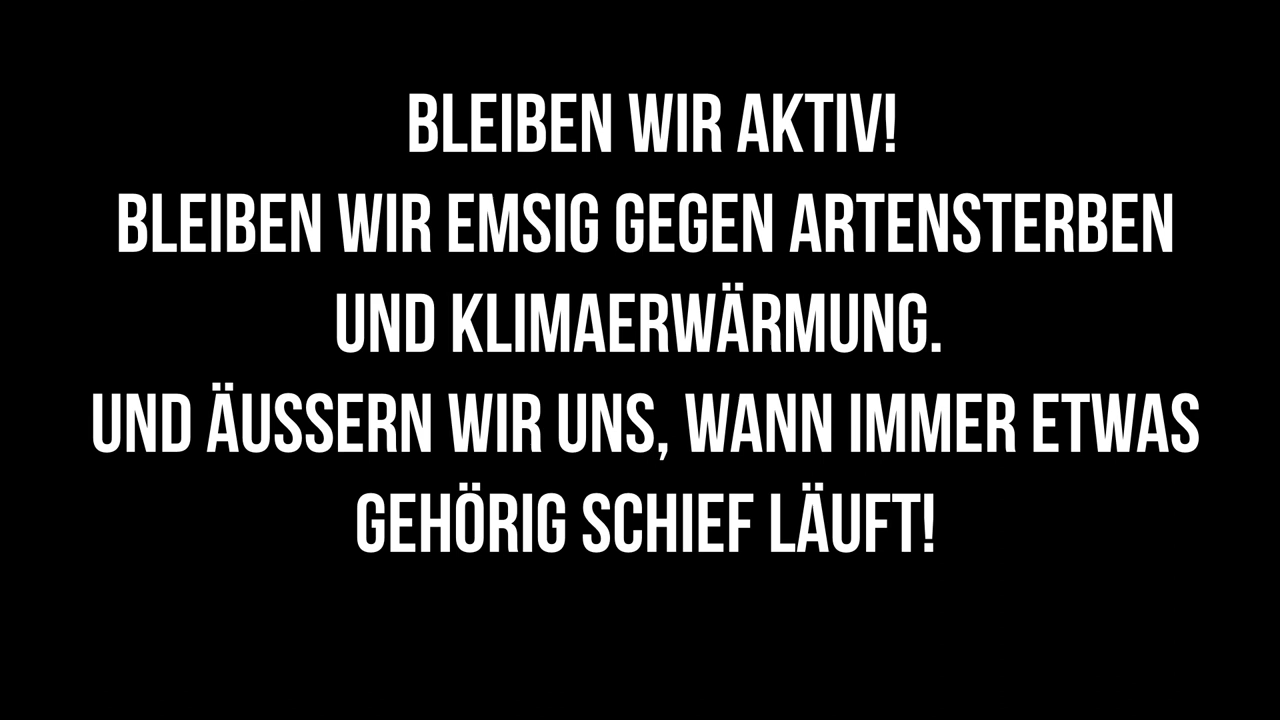 BLEIBEN WIR AKTIV!
BLEIBEN WIR EMSIG GEGEN ARTENSTERBEN
UND KLIMAERWÄRMUNG.
UND ÄUSSERN WIR UNS, WANN IMMER ETWAS
GEHÖRIG SCHIEF LÄUFT!